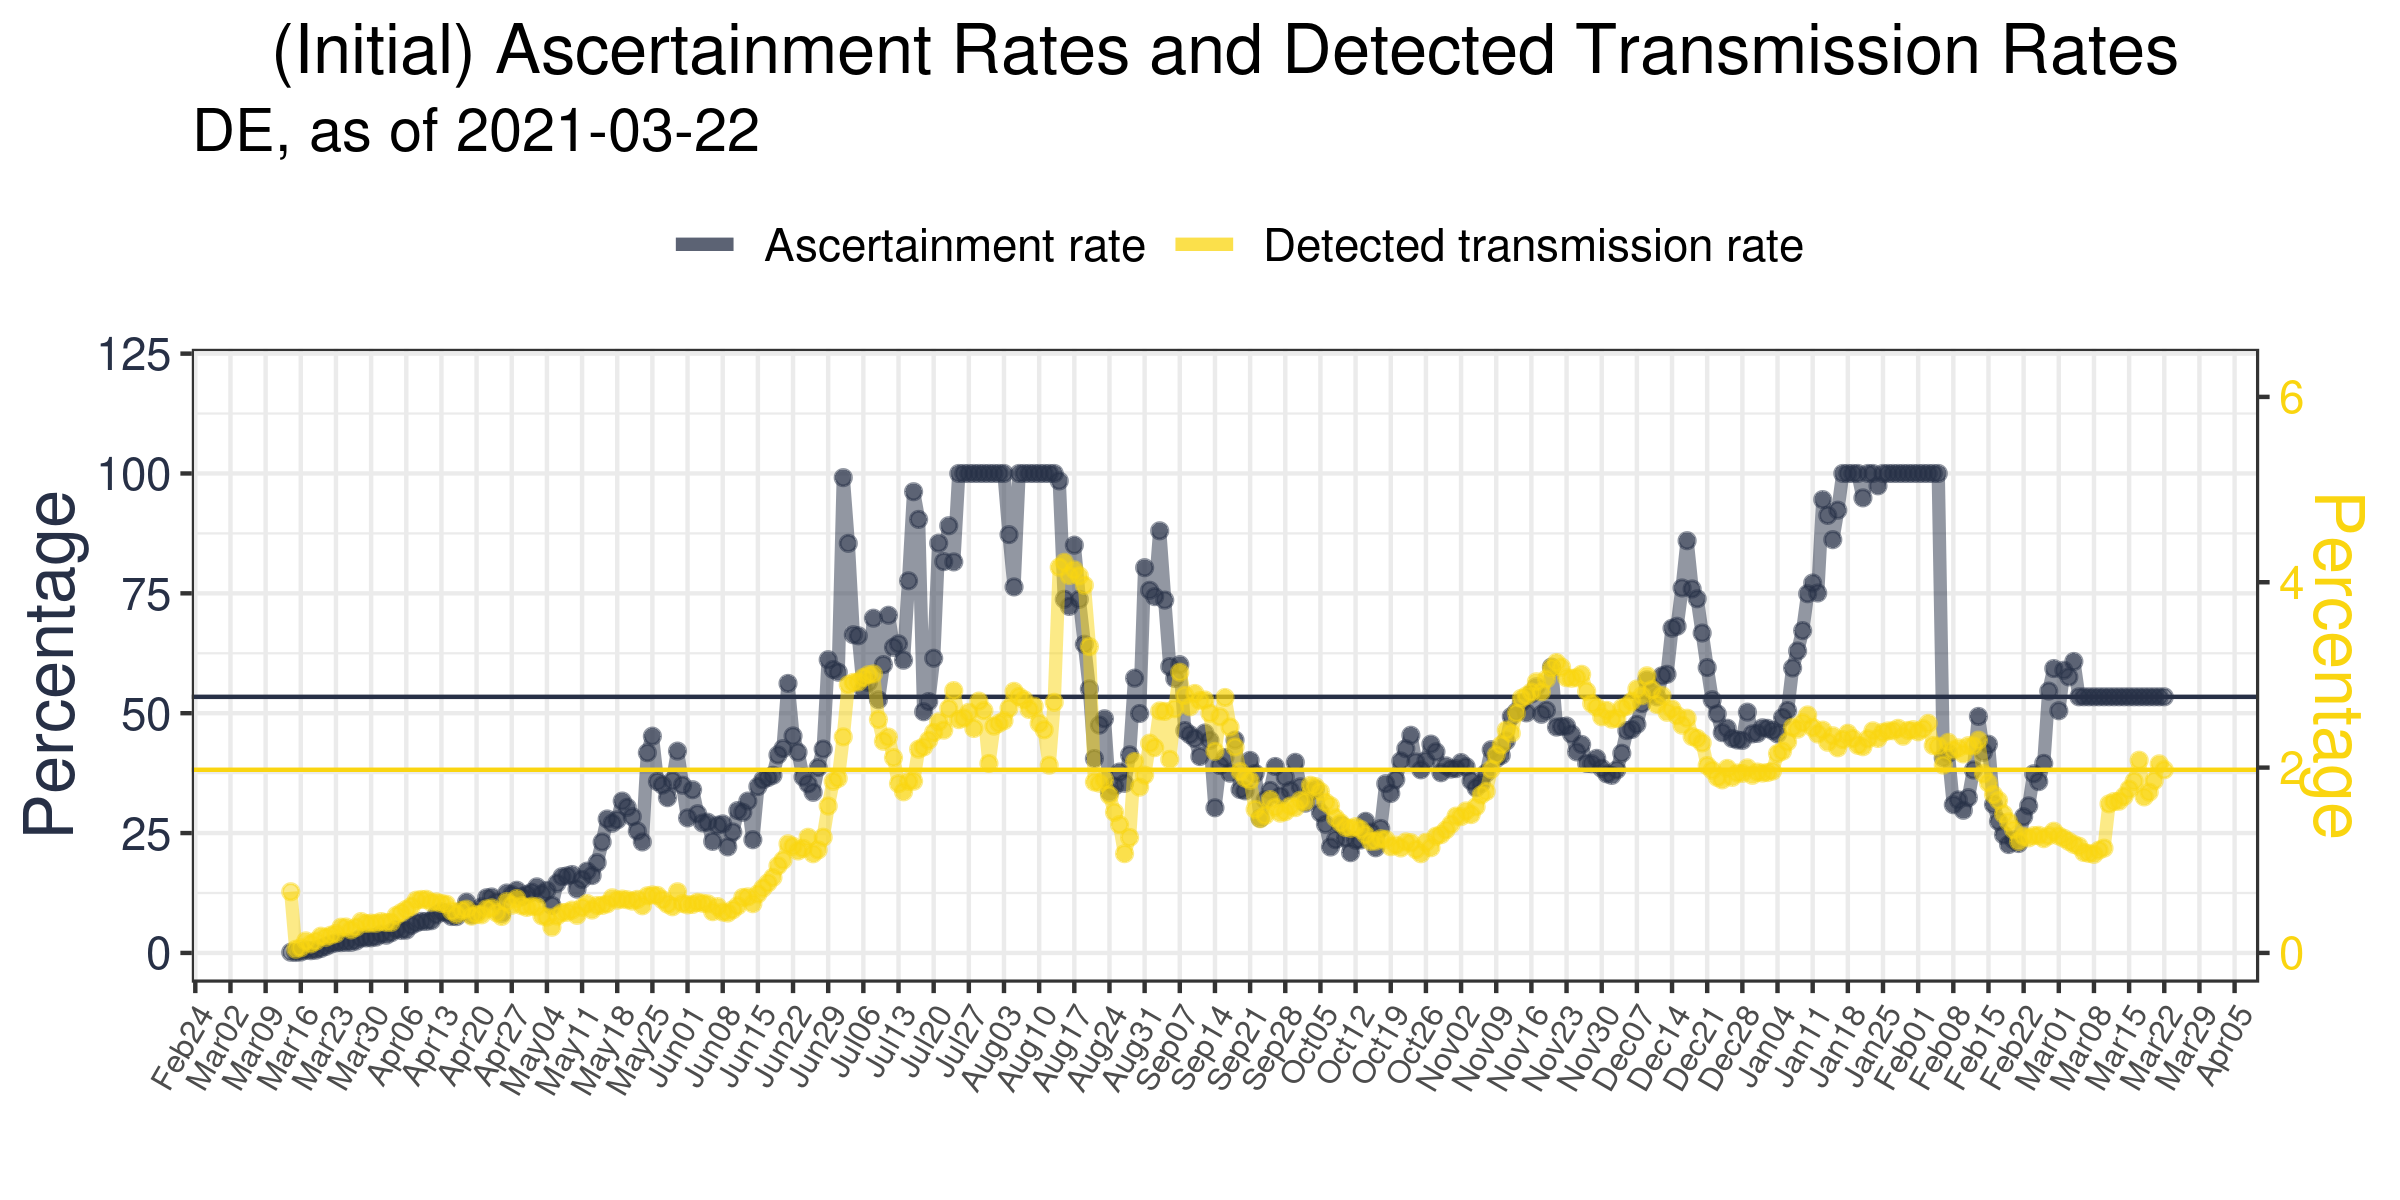 (Initial) Ascertainment Rates and Detected Transmission Rates
DE, as of 2021-03-22
Ascertainment rate
Detected transmission rate
125
100
75
50
25
0
Percentage
6
4
2
0
Percentage
Feb24
Mar02
Mar09
Mar16
Mar23
Mar30
Apr06
Apr13
Apr20
Apr27
May04
May11
May18
May25
Jun01
Jun08
Jun15
Jun22
Jun29
Jul06
Jul13
Jul20
Jul27
Aug03
Aug10
Aug17
Aug24
Aug31
Sep07
Sep14
Sep21
Sep28
Oct05
Oct12
Oct19
Oct26
Nov02
Nov09
Nov16
Nov23
Nov30
Dec07
Dec14
Dec21
Dec28
Jan04
Jan11
Jan18
Jan25
Feb01
Feb08
Feb15
Feb22
Mar01
Mar08
Mar15
Mar22
Mar29
Apr05